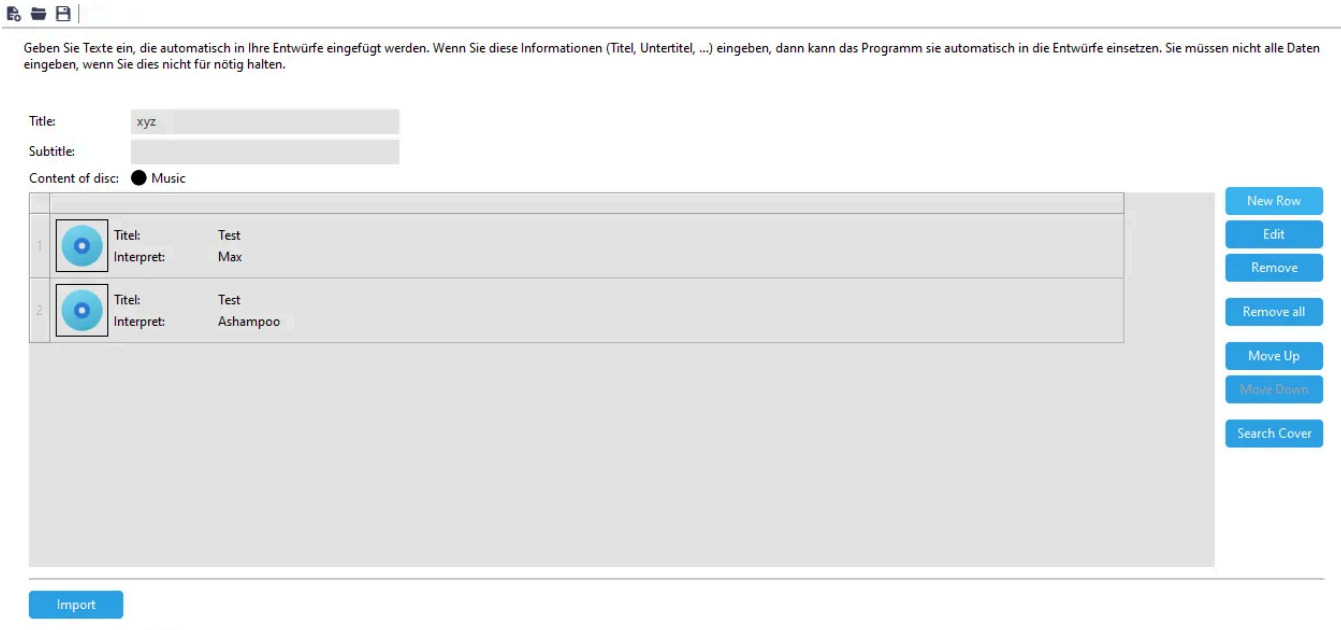 Geben Sie Texte ein, die automatisch in Ihre Entwürfe eingefügt werden. Wenn Sie diese Informationen (Titel, Untertitel, ...) eingeben, dann kann das Programm sie automatisch in die Entwürfe einsetzen. Sie müssen nicht alle Daten
eingeben, wenn Sie dies nicht für nötig halten.
Title: xyz
Subtitle:
Content of disc: Music
New Row
1 Titel: Test
Interpret: Max
Edit
Remove
2 Titel: Test
Interpret: Ashampoo
Remove all
Move Up
Move Down
Search Cover
Import